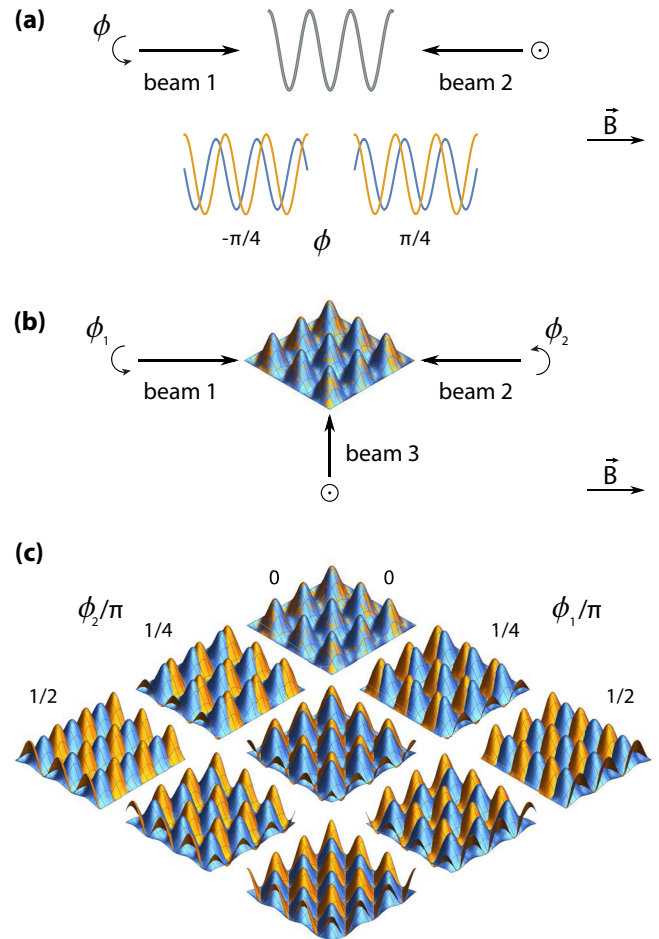 (a)
ϕ
beam 1
beam 2
B⃗
-π/4 ϕ π/4
(b)
ϕ₁
ϕ₂
beam 1
beam 2
beam 3
B⃗
(c)
0 0
ϕ₂/π ϕ₁/π
1/4 1/4
1/2 1/2